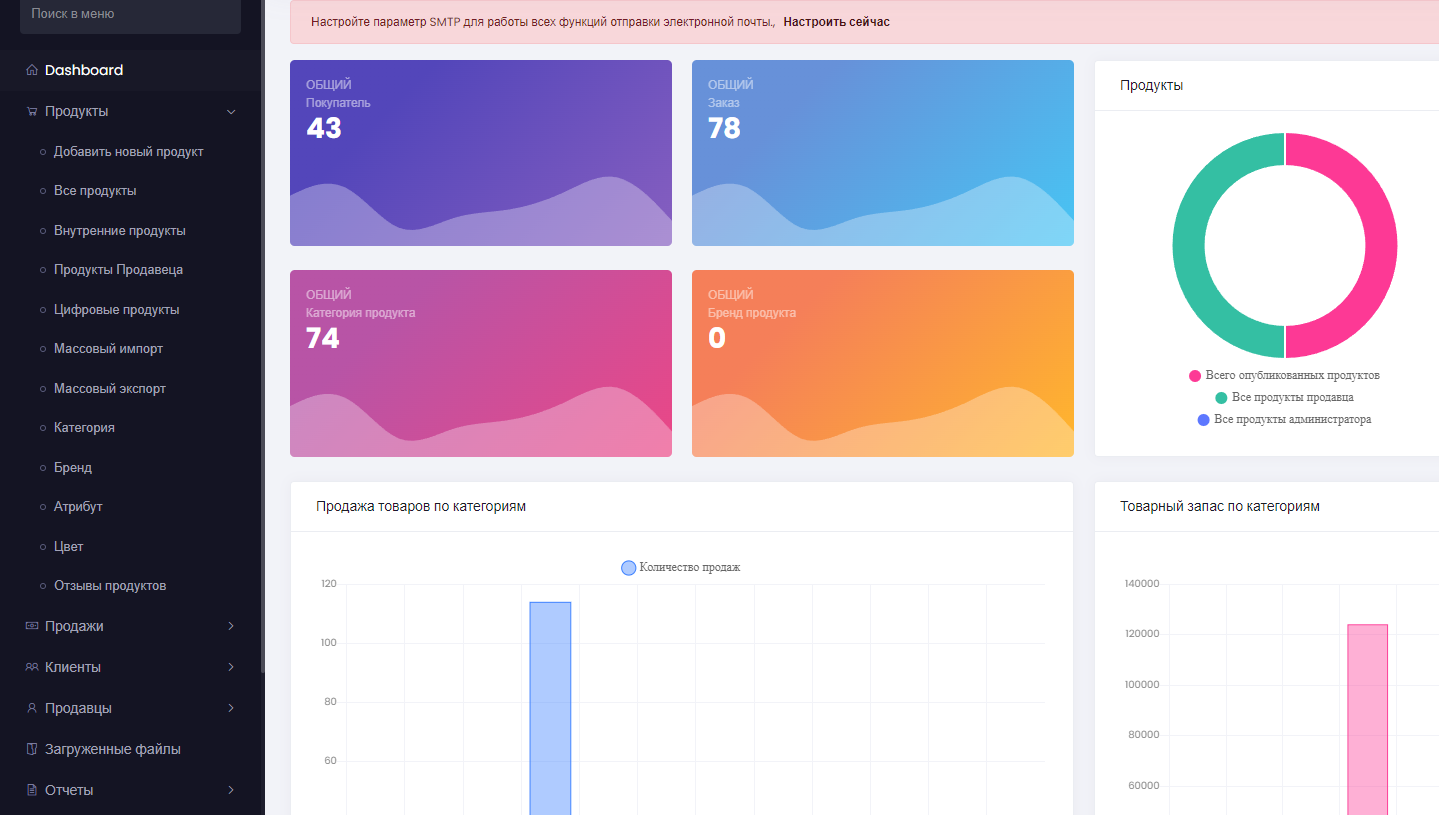 Поиск в меню
Dashboard
Продукты
Добавить новый продукт
Все продукты
Внутренние продукты
Продукты Продавеца
Цифровые продукты
Массовый импорт
Массовый экспорт
Категория
Бренд
Атрибут
Цвет
Отзывы продуктов
Продажи
Клиенты
Продавцы
Загруженные файлы
Отчеты
Настройте параметр SMTP для работы всех функций отправки электронной почты., Настроить сейчас
ОБЩИЙ
Покупатель
43
ОБЩИЙ
Заказ
78
ОБЩИЙ
Категория продукта
74
ОБЩИЙ
Бренд продукта
0
Продукты
Всего опубликованных продуктов
Все продукты продавца
Все продукты администратора
Продажа товаров по категориям
Количество продаж
120
100
80
60
Товарный запас по категориям
140000
120000
100000
80000
60000